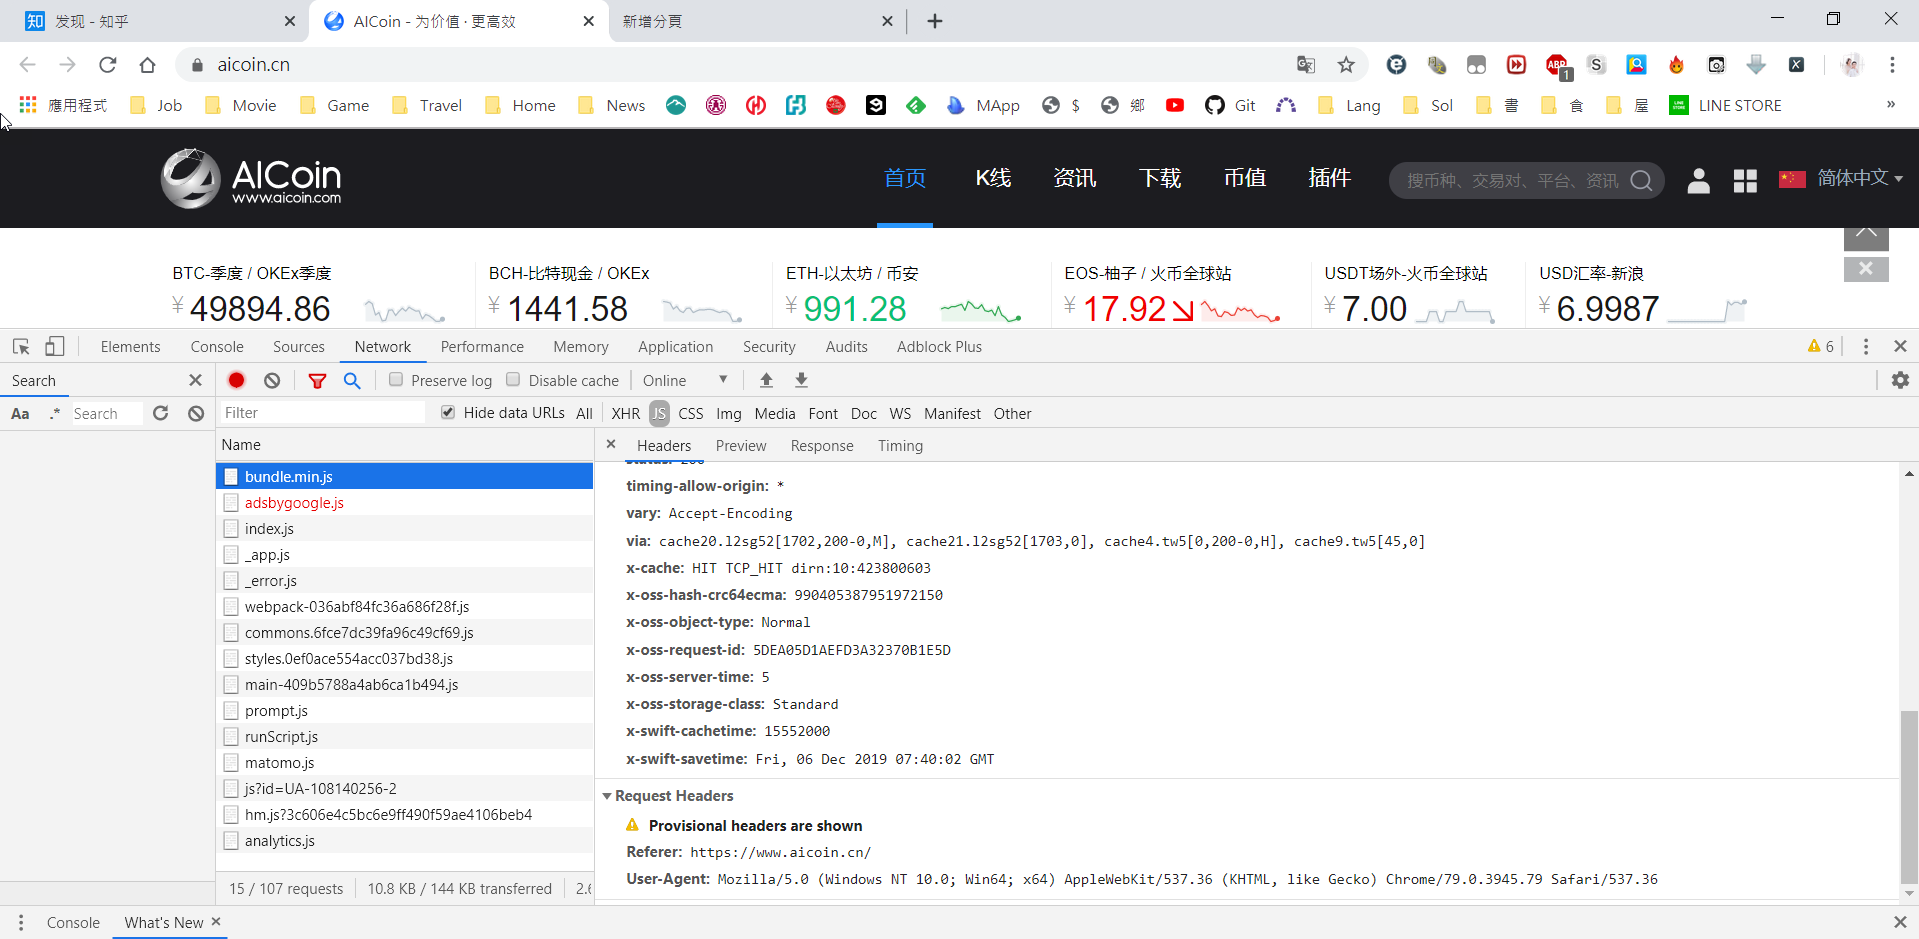 发现 - 知乎
AICoin - 为价值 · 更高效
新增分頁
aicoin.cn
應用程式 Job Movie Game Travel Home News MApp $ 鄉 Git Lang Sol 書 食 屋 LINE STORE »
AICoin
www.aicoin.com
首页 K线 资讯 下载 币值 插件 搜币种、交易对、平台、资讯 简体中文
BTC-季度 / OKEx季度
¥ 49894.86
BCH-比特现金 / OKEx
¥ 1441.58
ETH-以太坊 / 币安
¥ 991.28
EOS-柚子 / 火币全球站
¥ 17.92
USDT场外-火币全球站
¥ 7.00
USD汇率-新浪
¥ 6.9987
Elements Console Sources Network Performance Memory Application Security Audits Adblock Plus 6
Search
Preserve log Disable cache Online
Aa .* Search
Filter Hide data URLs All XHR JS CSS Img Media Font Doc WS Manifest Other
Name
bundle.min.js
adsbygoogle.js
index.js
_app.js
_error.js
webpack-036abf84fc36a686f28f.js
commons.6fce7dc39fa96c49cf69.js
styles.0ef0ace554acc037bd38.js
main-409b5788a4ab6ca1b494.js
prompt.js
runScript.js
matomo.js
js?id=UA-108140256-2
hm.js?3c606e4c5bc6e9ff490f59ae4106beb4
analytics.js
15 / 107 requests 10.8 KB / 144 KB transferred
Headers Preview Response Timing
status: 200
timing-allow-origin: *
vary: Accept-Encoding
via: cache20.l2sg52[1702,200-0,M], cache21.l2sg52[1703,0], cache4.tw5[0,200-0,H], cache9.tw5[45,0]
x-cache: HIT TCP_HIT dirn:10:423800603
x-oss-hash-crc64ecma: 990405387951972150
x-oss-object-type: Normal
x-oss-request-id: 5DEA05D1AEFD3A32370B1E5D
x-oss-server-time: 5
x-oss-storage-class: Standard
x-swift-cachetime: 15552000
x-swift-savetime: Fri, 06 Dec 2019 07:40:02 GMT
Request Headers
Provisional headers are shown
Referer: https://www.aicoin.cn/
User-Agent: Mozilla/5.0 (Windows NT 10.0; Win64; x64) AppleWebKit/537.36 (KHTML, like Gecko) Chrome/79.0.3945.79 Safari/537.36
Console What's New